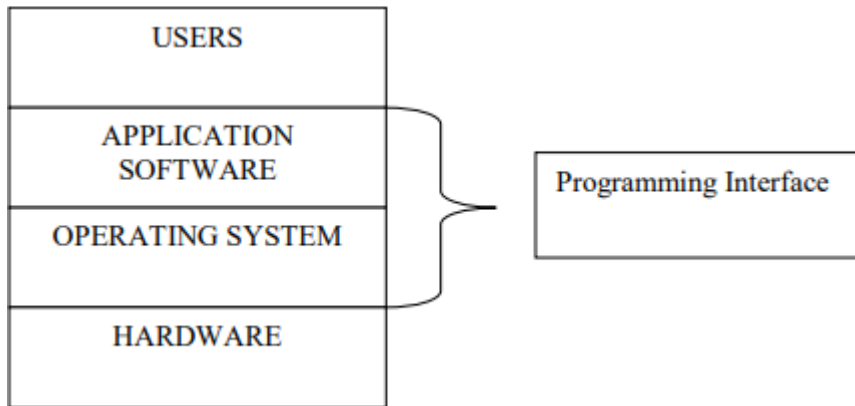 USERS
APPLICATION
SOFTWARE
OPERATING SYSTEM
HARDWARE
Programming Interface